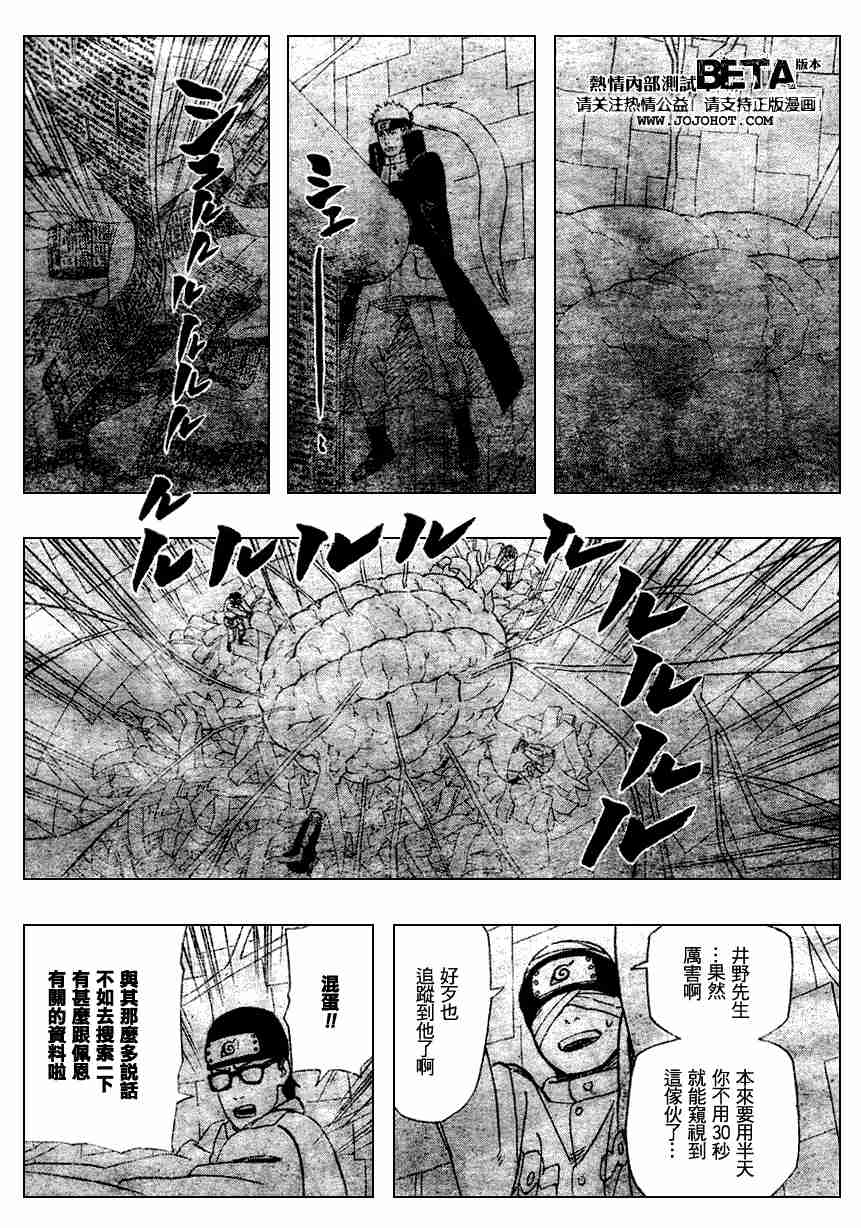 熱情內部測試BETA版本
请关注热情公益 请支持正版漫画
WWW.JOJOHOT.COM
シュ
ー
シュルルルルルル
ルルルルルルルルルル
井野先生
…果然
厲害啊
本來要用半天
你不用30秒
就能窺視到
這傢伙了…
好歹也
追蹤到他了啊
混蛋!!
與其那麼多說話
不如去搜索一下
有甚麼跟佩恩
有關的資料啦